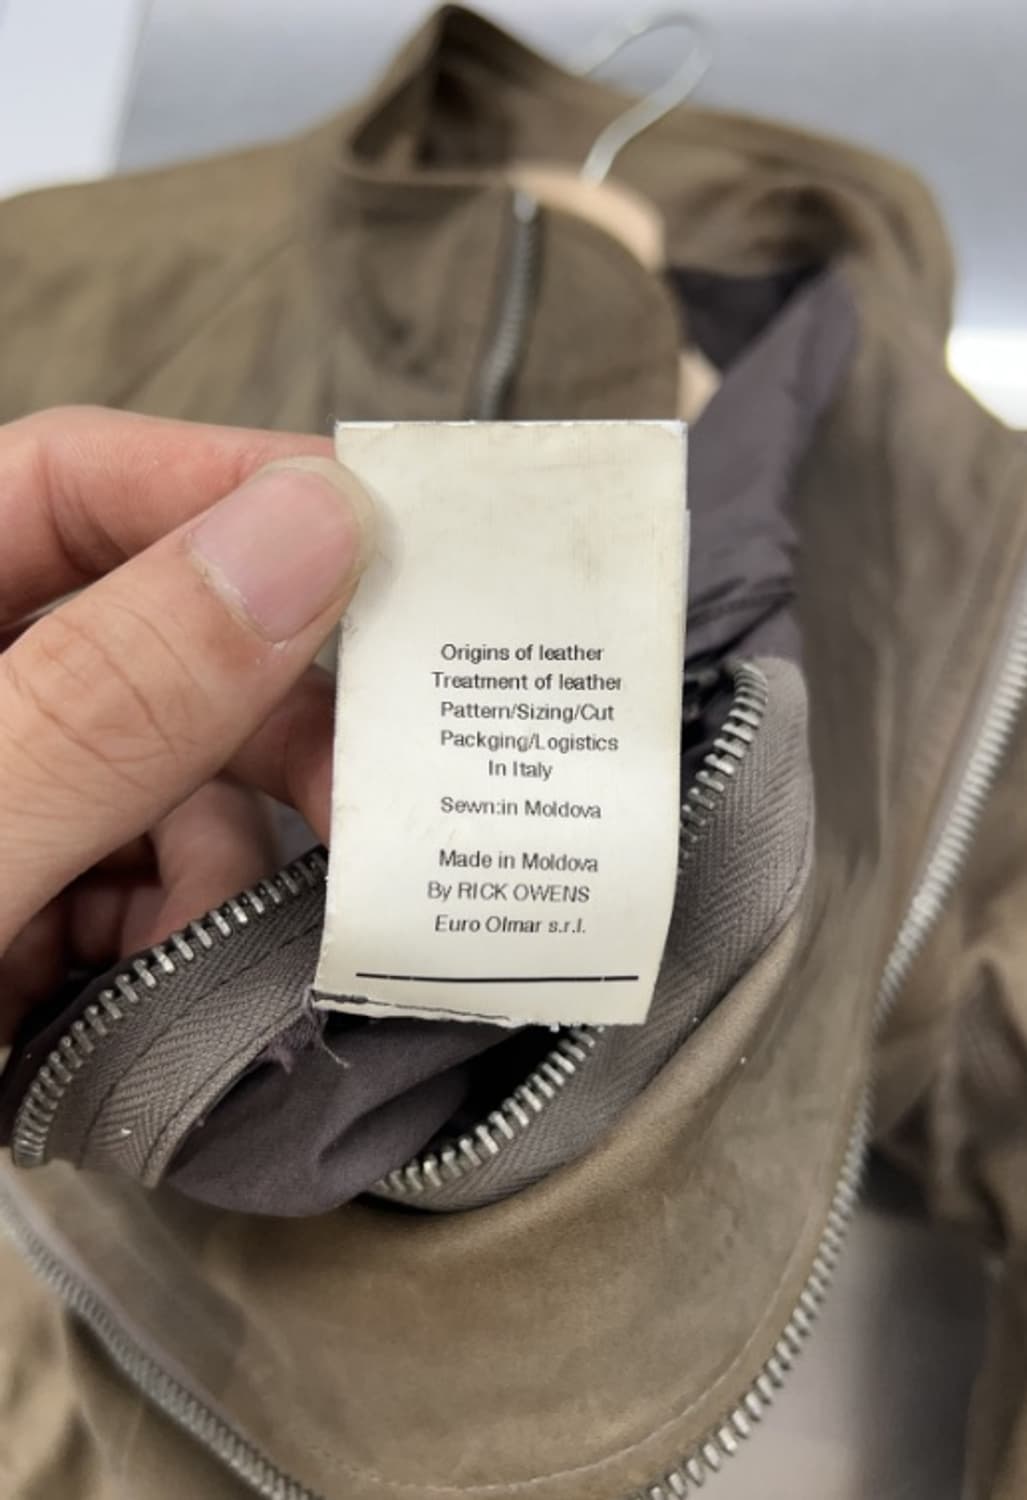 Origins of leather
Treatment of leather
Pattern/Sizing/Cut
Packging/Logistics
In Italy
Sewn:in Moldova
Made in Moldova
By RICK OWENS
Euro Olmar s.r.l.